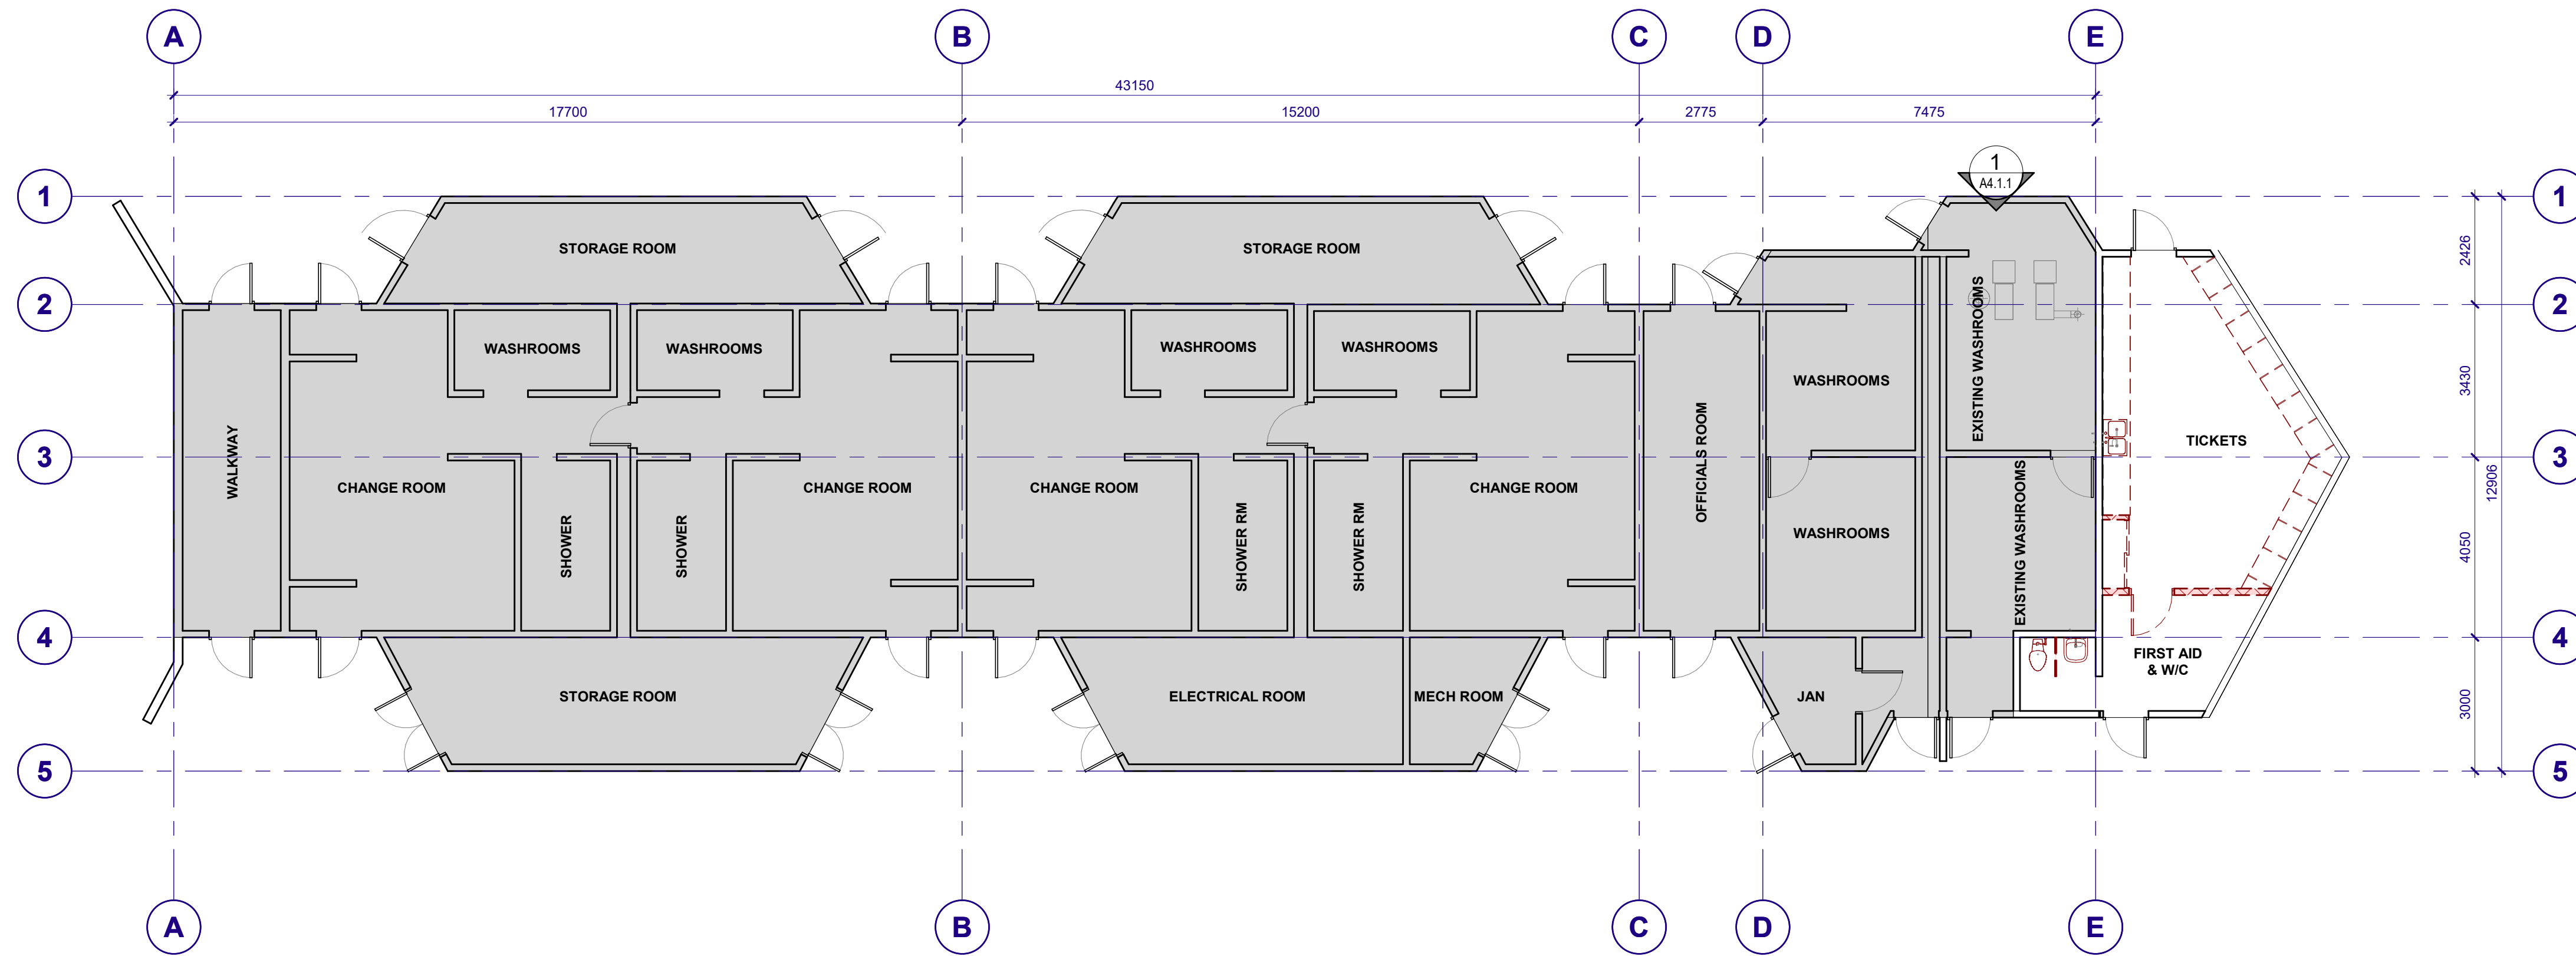 A
B
C
D
E
43150
17700
15200
2775
7475
1
A4.1.1
1
1
STORAGE ROOM
STORAGE ROOM
2426
2
2
WASHROOMS
WASHROOMS
WASHROOMS
WASHROOMS
WASHROOMS
EXISTING WASHROOMS
3430
WALKWAY
OFFICIALS ROOM
TICKETS
3
3
12906
CHANGE ROOM
CHANGE ROOM
CHANGE ROOM
CHANGE ROOM
SHOWER
SHOWER
SHOWER RM
SHOWER RM
WASHROOMS
EXISTING WASHROOMS
4050
4
4
FIRST AID
& W/C
STORAGE ROOM
ELECTRICAL ROOM
MECH ROOM
JAN
3000
5
5
A
B
C
D
E